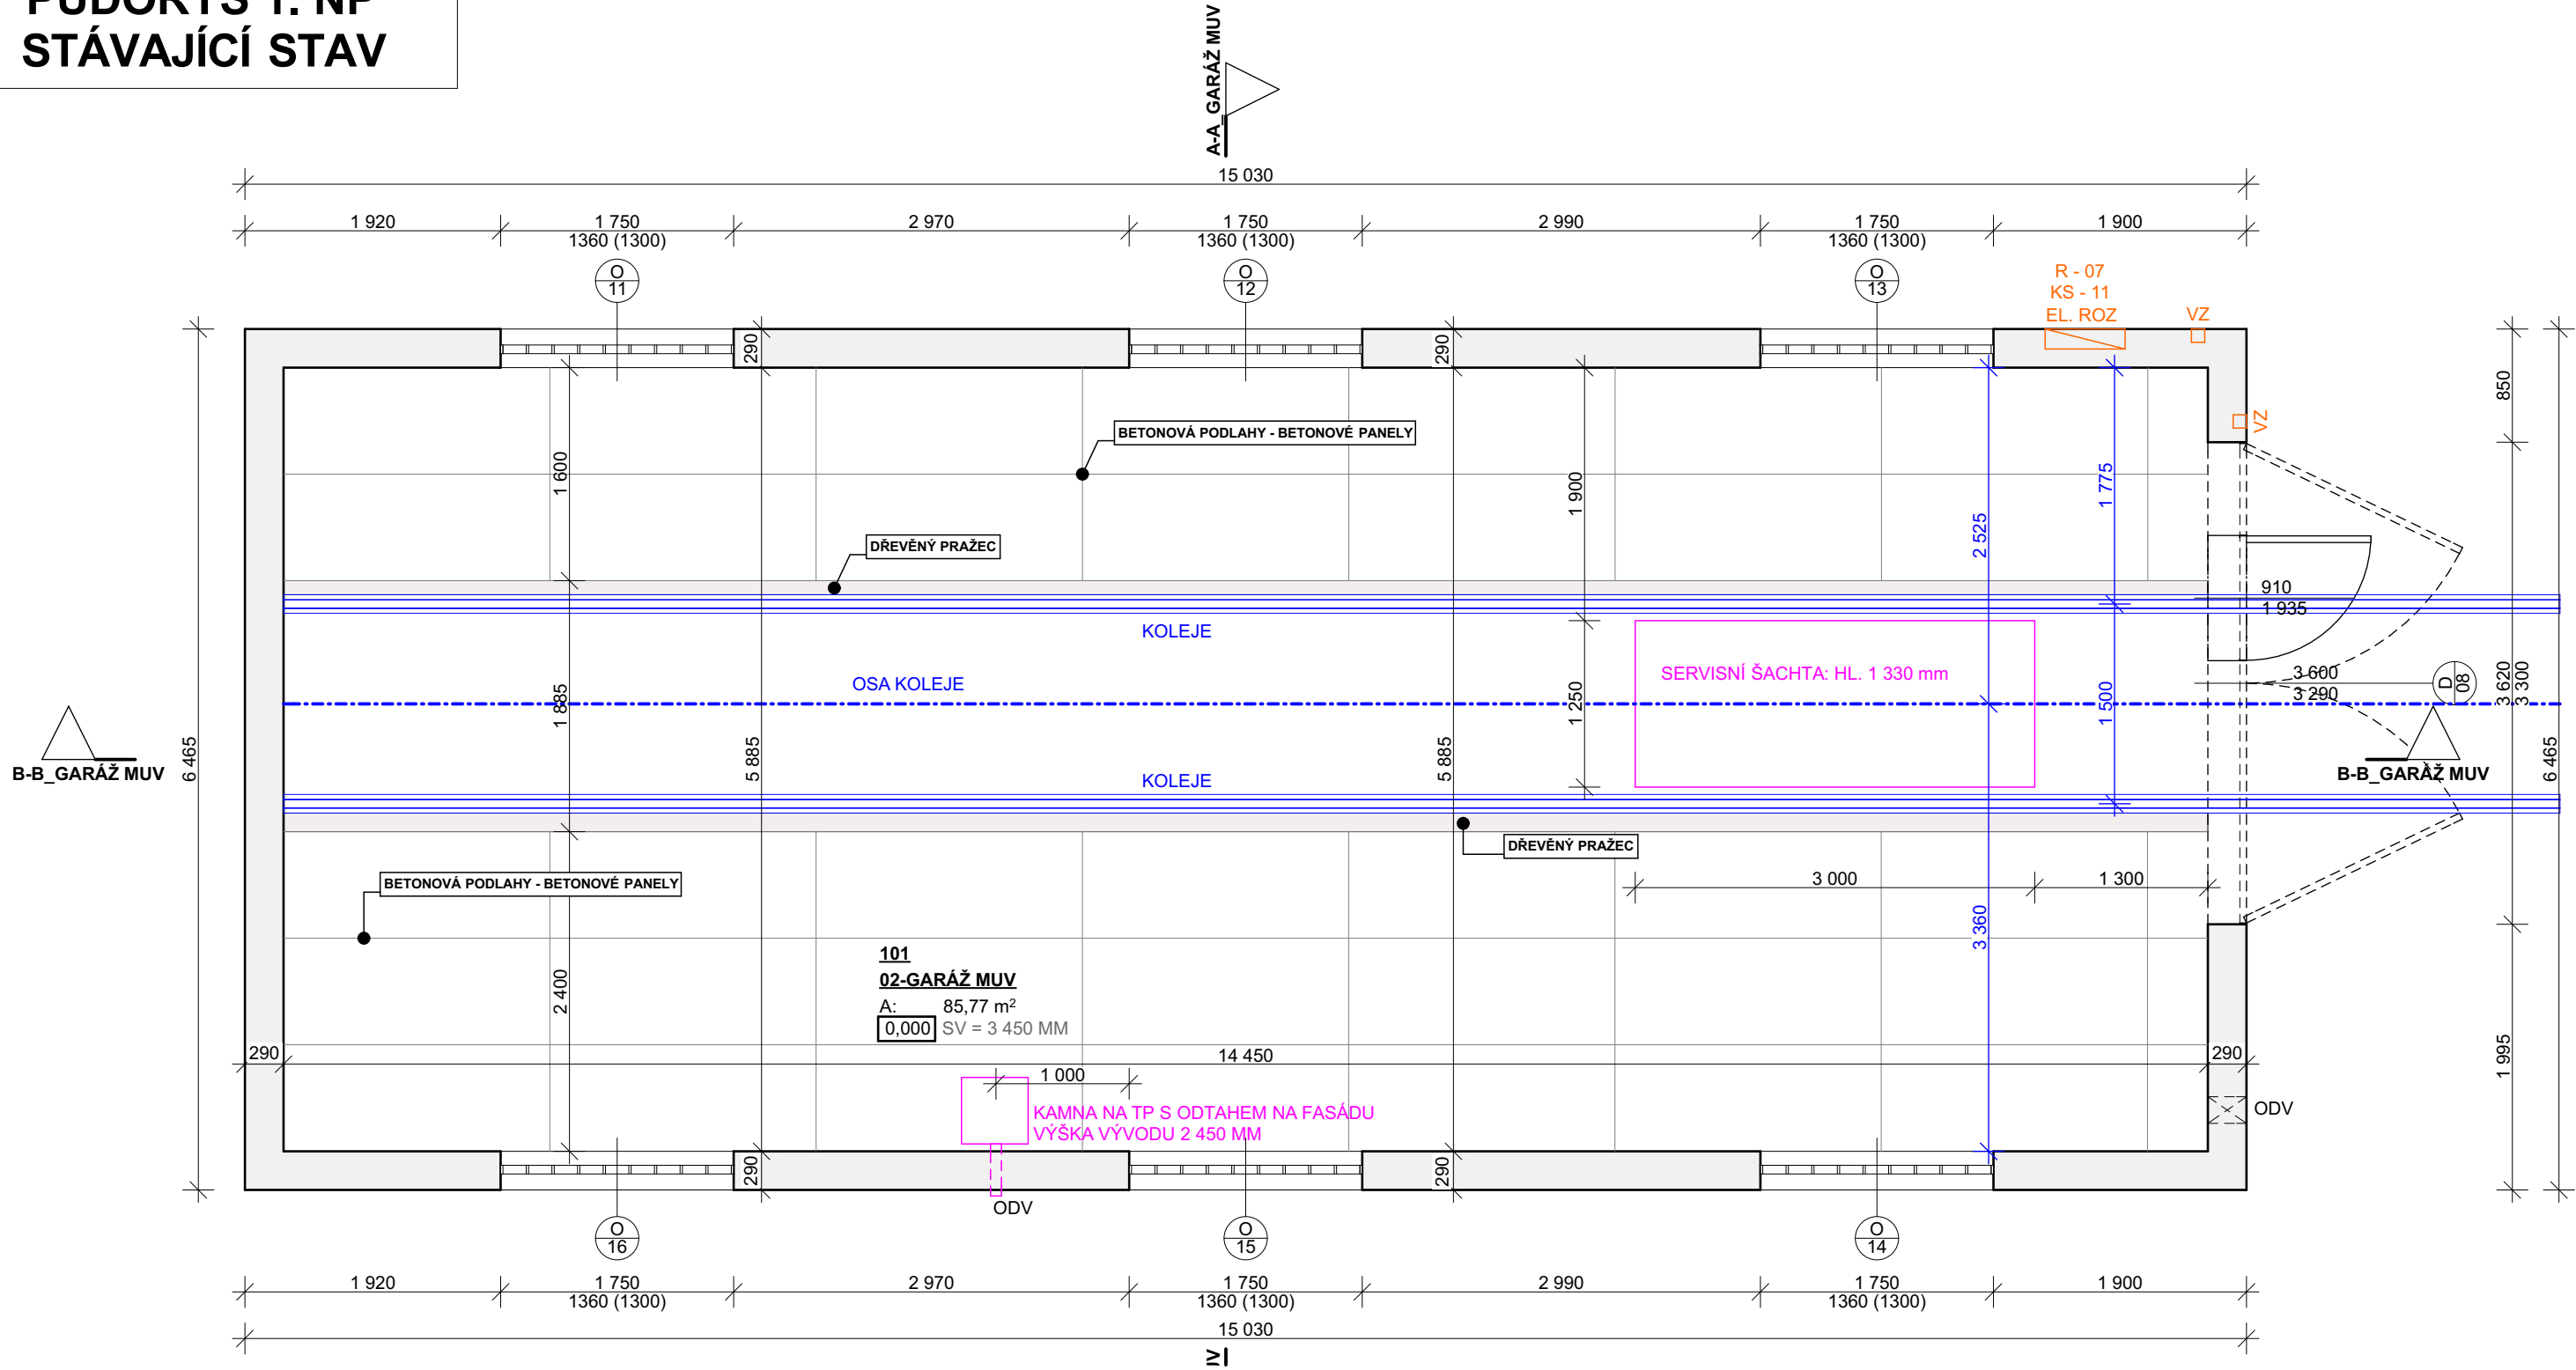 PŮDORYS 1. NP
STÁVAJÍCÍ STAV
A-A_GARÁŽ MUV
15 030
1 920
1 750
1360 (1300)
2 970
1 750
1360 (1300)
2 990
1 750
1360 (1300)
1 900
O
11
O
12
O
13
R - 07
KS - 11
EL. ROZ
VZ
VZ
290
290
850
BETONOVÁ PODLAHY - BETONOVÉ PANELY
1 600
1 900
2 525
1 775
DŘEVĚNÝ PRAŽEC
910
1 935
KOLEJE
SERVISNÍ ŠACHTA: HL. 1 330 mm
OSA KOLEJE
3 600
3 290
D
08
3 620
3 300
1 885
1 250
1 500
B-B_GARÁŽ MUV
6 465
5 885
5 885
B-B_GARÁŽ MUV
6 465
KOLEJE
DŘEVĚNÝ PRAŽEC
BETONOVÁ PODLAHY - BETONOVÉ PANELY
3 000
1 300
3 360
101
02-GARÁŽ MUV
A: 85,77 m²
0,000 SV = 3 450 MM
2 400
290
14 450
290
1 995
1 000
KAMNA NA TP S ODTAHEM NA FASÁDU
VÝŠKA VÝVODU 2 450 MM
ODV
290
290
ODV
O
16
O
15
O
14
1 920
1 750
1360 (1300)
2 970
1 750
1360 (1300)
2 990
1 750
1360 (1300)
1 900
15 030